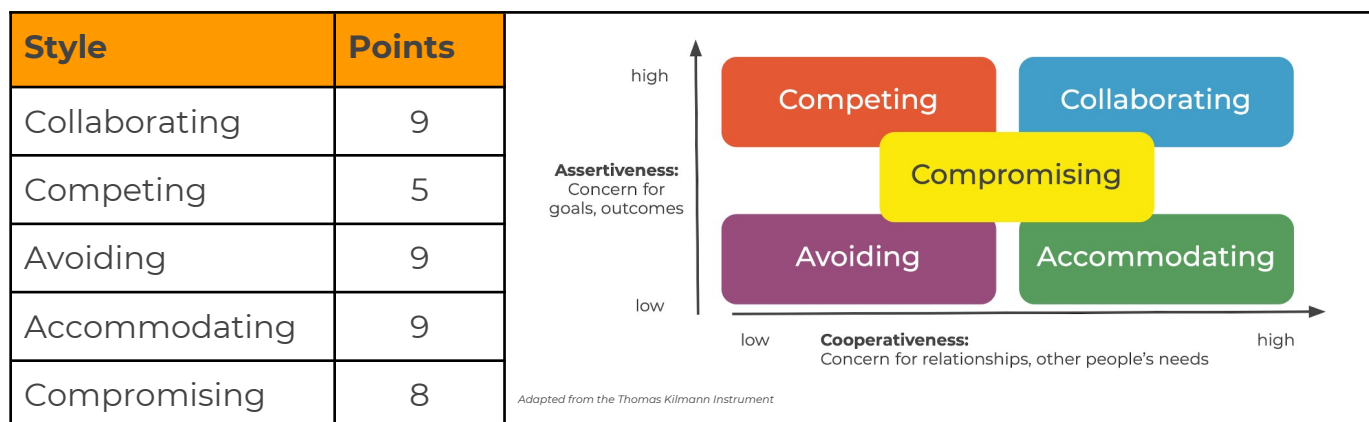 Style Points
Collaborating 9
Competing 5
Avoiding 9
Accommodating 9
Compromising 8
high
Competing
Collaborating
Assertiveness:
Concern for
goals, outcomes
Compromising
Avoiding
Accommodating
low
low
Cooperativeness:
Concern for relationships, other people's needs
high
Adapted from the Thomas Kilmann Instrument